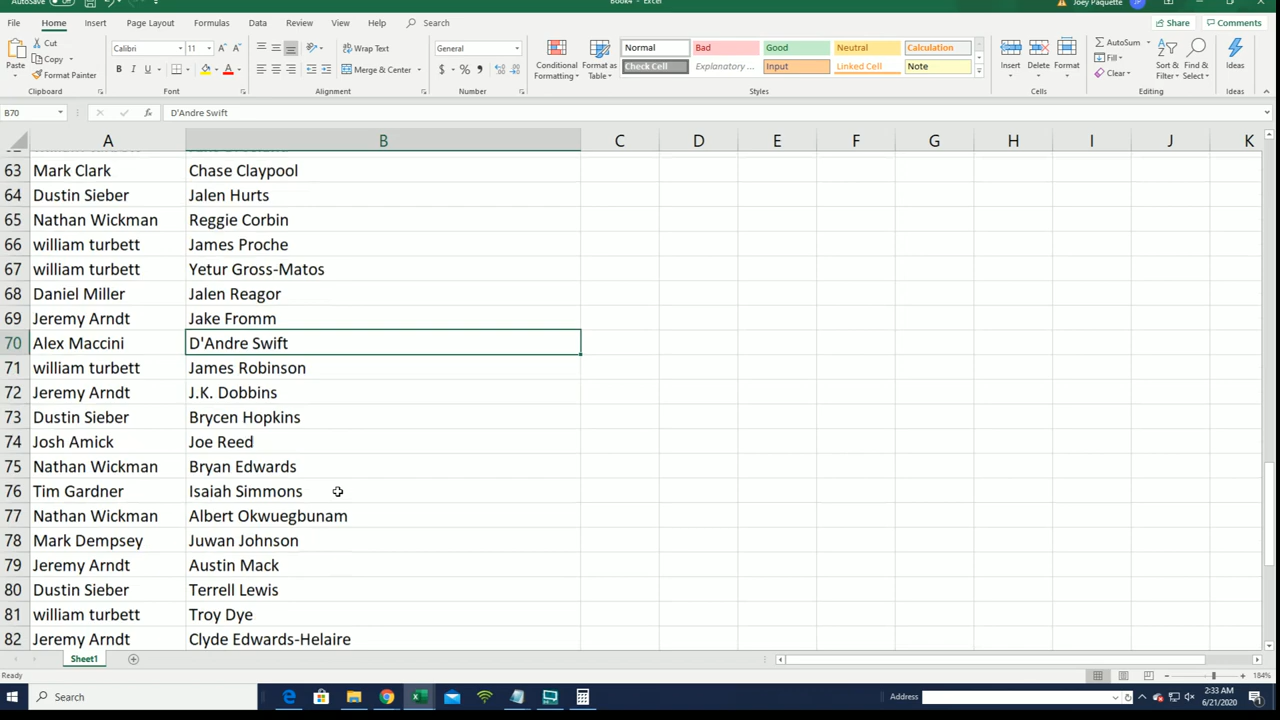 AutoSave
Book4 - Excel
Joey Paquette
JP
File Home Insert Page Layout Formulas Data Review View Help Search
Share Comments
Paste
Cut
Copy
Format Painter
Clipboard
Calibri 11
B I U
Font
Wrap Text
Merge & Center
Alignment
General
Number
Conditional Formatting
Format as Table
Normal Bad Good Neutral Calculation
Check Cell Explanatory ... Input Linked Cell Note
Styles
Insert Delete Format
Cells
AutoSum
Fill
Clear
Sort & Filter
Find & Select
Editing
Ideas
Ideas
B70 fx D'Andre Swift
A B C D E F G H I J K
63 Mark Clark Chase Claypool
64 Dustin Sieber Jalen Hurts
65 Nathan Wickman Reggie Corbin
66 william turbett James Proche
67 william turbett Yetur Gross-Matos
68 Daniel Miller Jalen Reagor
69 Jeremy Arndt Jake Fromm
70 Alex Maccini D'Andre Swift
71 william turbett James Robinson
72 Jeremy Arndt J.K. Dobbins
73 Dustin Sieber Brycen Hopkins
74 Josh Amick Joe Reed
75 Nathan Wickman Bryan Edwards
76 Tim Gardner Isaiah Simmons
77 Nathan Wickman Albert Okwuegbunam
78 Mark Dempsey Juwan Johnson
79 Jeremy Arndt Austin Mack
80 Dustin Sieber Terrell Lewis
81 william turbett Troy Dye
82 Jeremy Arndt Clyde Edwards-Helaire
Sheet1
Ready
184%
Search
Address
2:33 AM
6/21/2020